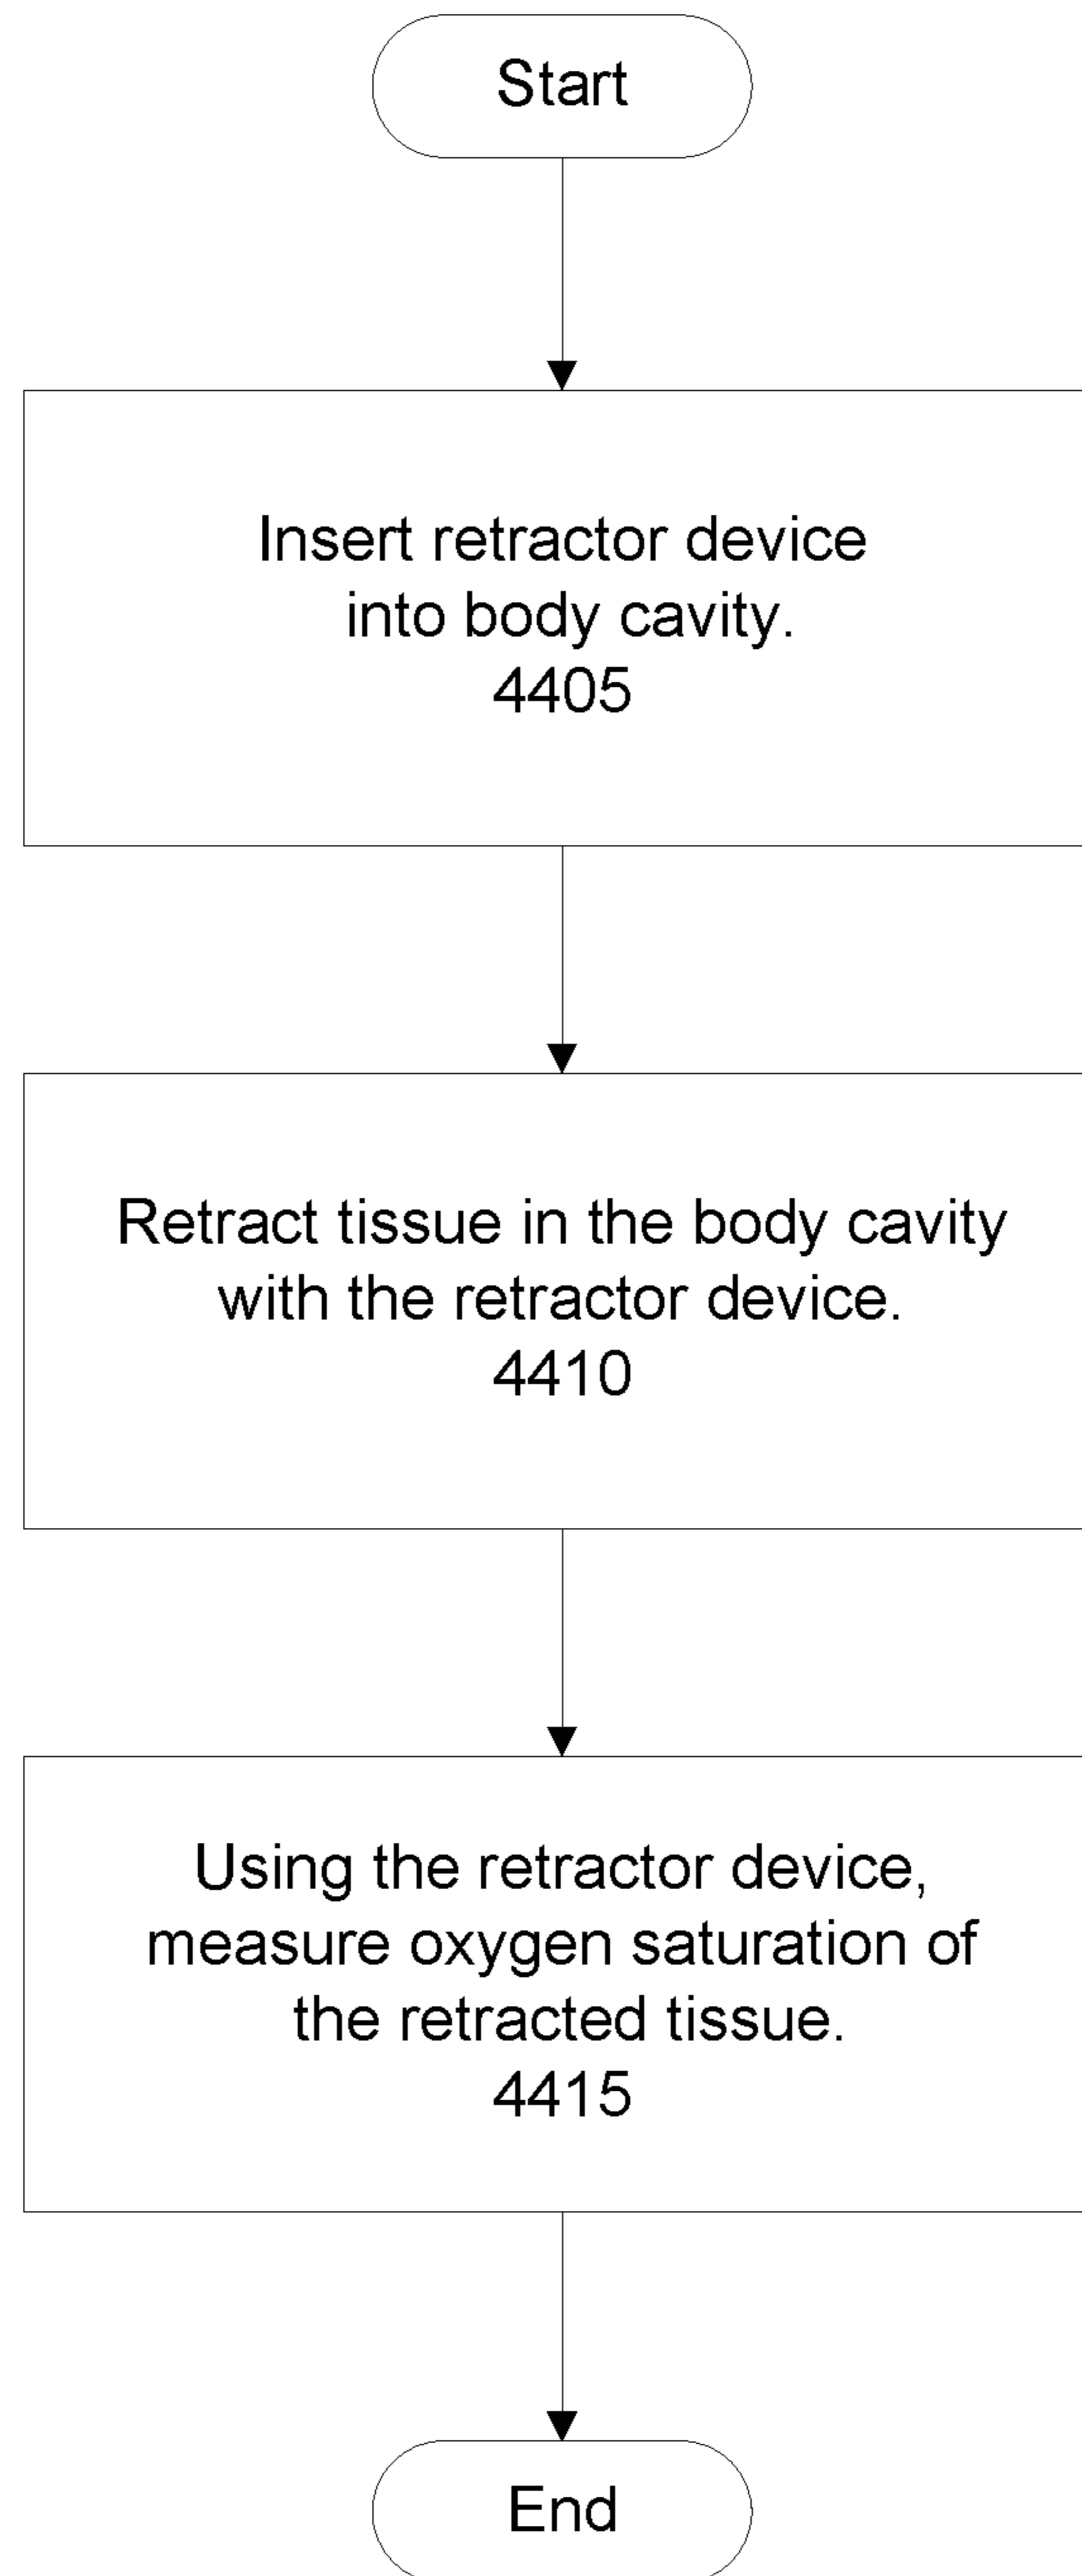 Start
Insert retractor device
into body cavity.
4405
Retract tissue in the body cavity
with the retractor device.
4410
Using the retractor device,
measure oxygen saturation of
the retracted tissue.
4415
End